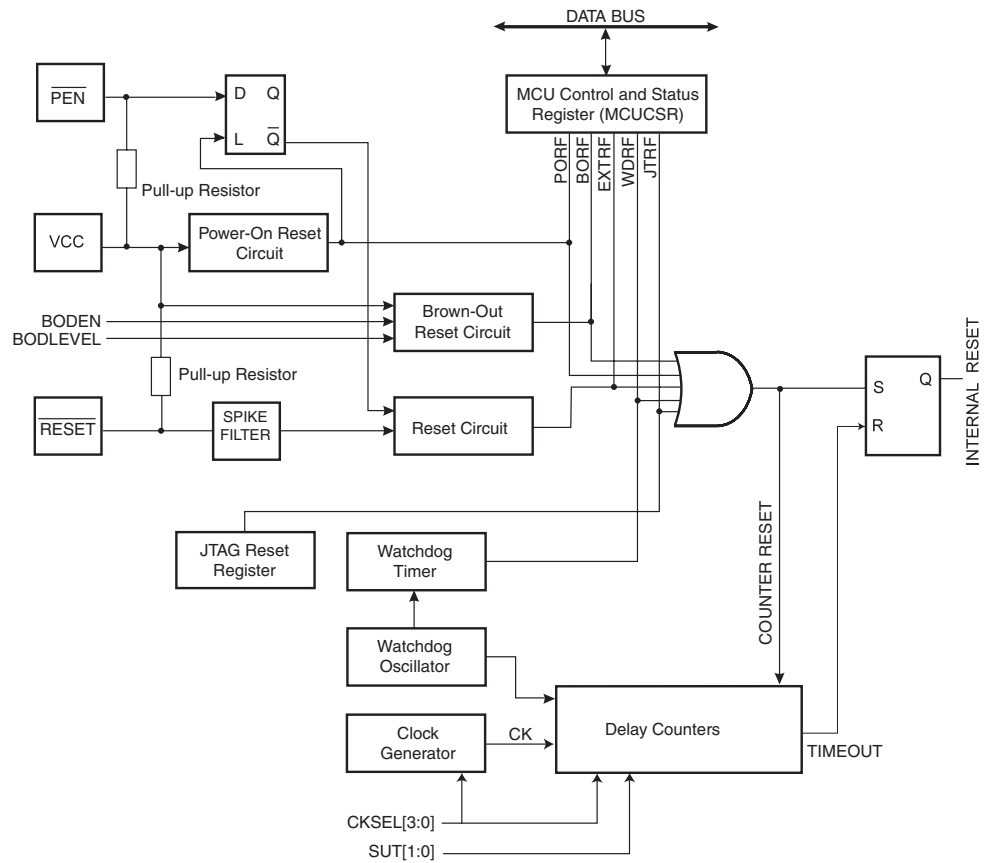 DATA BUS
MCU Control and Status
Register (MCUCSR)
PORF
BORF
EXTRF
WDRF
JTRF
PEN
D Q
L Q
Pull-up Resistor
VCC
Power-On Reset
Circuit
BODEN
BODLEVEL
Brown-Out
Reset Circuit
Pull-up Resistor
RESET
SPIKE
FILTER
Reset Circuit
S
Q
R
INTERNAL RESET
JTAG Reset
Register
Watchdog
Timer
COUNTER RESET
Watchdog
Oscillator
Clock
Generator
CK
Delay Counters
TIMEOUT
CKSEL[3:0]
SUT[1:0]